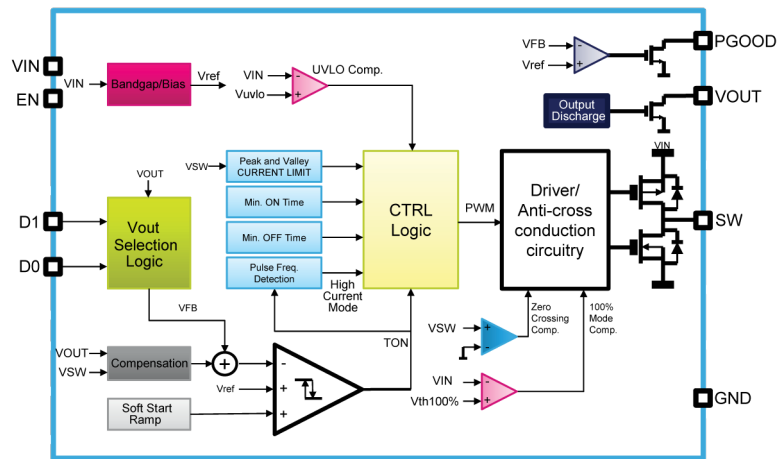 VIN
EN
D1
D0
PGOOD
VOUT
SW
GND
VIN
Bandgap/Bias
Vref
VIN
Vuvlo
-
+
UVLO Comp.
VFB
Vref
-
+
Output
Discharge
VIN
VOUT
Vout
Selection
Logic
VSW
Peak and Valley
CURRENT LIMIT
Min. ON Time
Min. OFF Time
Pulse Freq.
Detection
High
Current
Mode
CTRL
Logic
PWM
Driver/
Anti-cross
conduction
circuitry
VFB
VOUT
VSW
Compensation
+
Vref
Soft Start
Ramp
-
+
+
TON
VSW
+
-
Zero
Crossing
Comp.
100%
Mode
Comp.
VIN
Vth100%
-
+